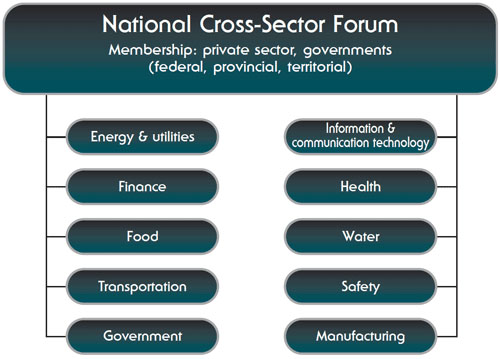 National Cross-Sector Forum
Membership: private sector, governments
(federal, provincial, territorial)
Energy & utilities
Finance
Food
Transportation
Government
Information &
communication technology
Health
Water
Safety
Manufacturing